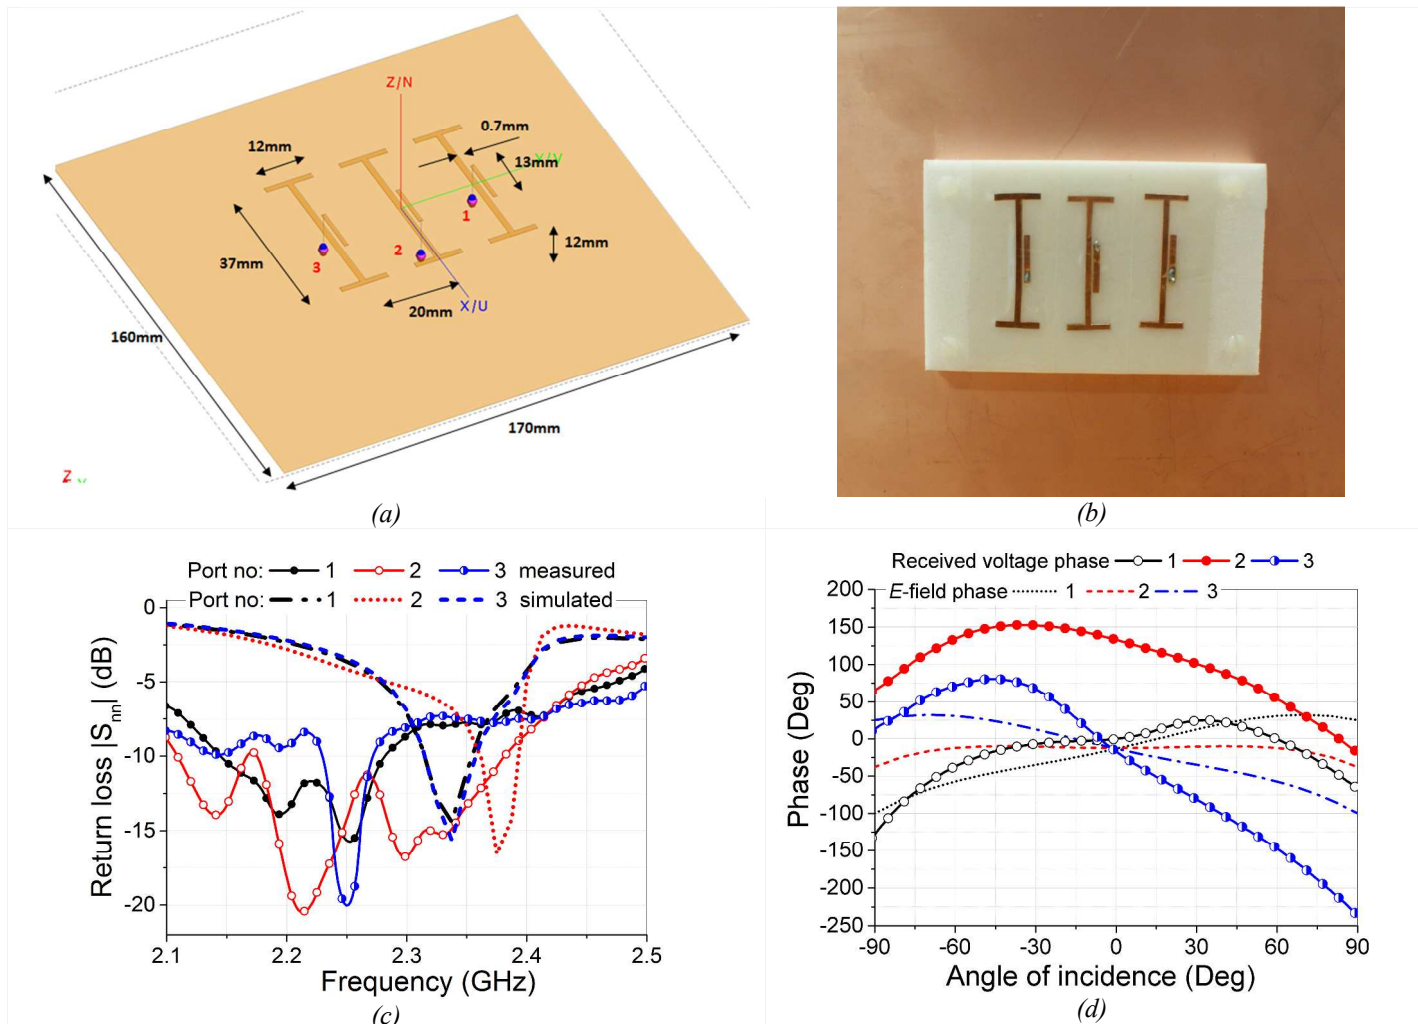 Z/N
0.7mm
12mm
13mm
1
2
12mm
3
37mm
20mm
X/U
160mm
170mm
Z
(a)
(b)
Port no: 1 2 3 measured
Port no: 1 2 3 simulated
0
-5
-10
-15
-20
Return loss |Snn| (dB)
2.1 2.2 2.3 2.4 2.5
Frequency (GHz)
(c)
Received voltage phase 1 2 3
E-field phase 1 2 3
200
150
100
50
0
-50
-100
-150
-200
-250
Phase (Deg)
-90 -60 -30 0 30 60 90
Angle of incidence (Deg)
(d)